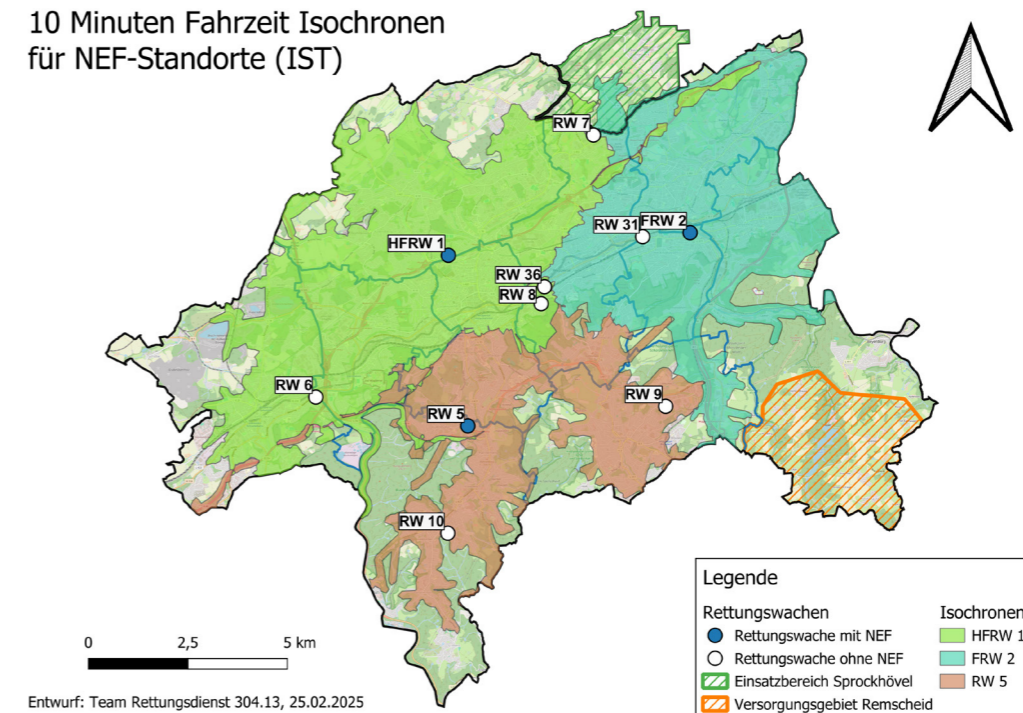 10 Minuten Fahrzeit Isochronen
für NEF-Standorte (IST)
RW 7
RW 31
FRW 2
HFRW 1
RW 36
RW 8
RW 6
RW 5
RW 9
RW 10
Legende
Rettungswachen
Isochronen
Rettungswache mit NEF
HFRW 1
Rettungswache ohne NEF
FRW 2
Einsatzbereich Sprockhövel
RW 5
Versorgungsgebiet Remscheid
0 2,5 5 km
Entwurf: Team Rettungsdienst 304.13, 25.02.2025